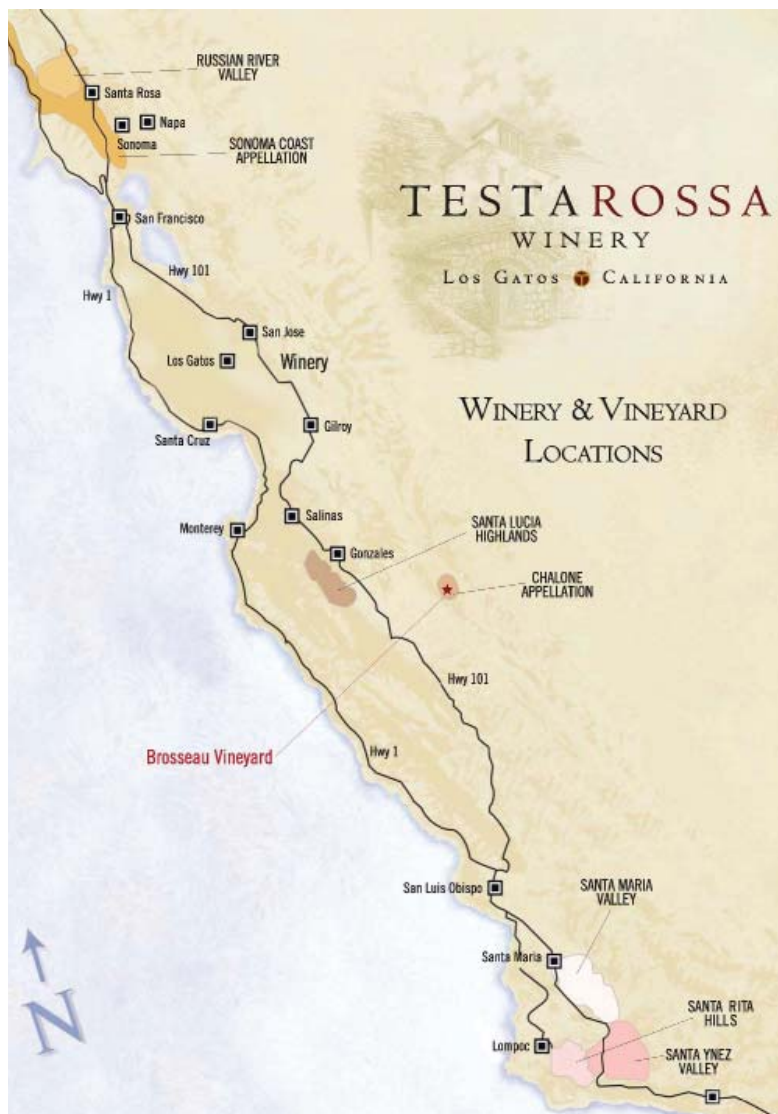 RUSSIAN RIVER
VALLEY
Santa Rosa
Napa
Sonoma
SONOMA COAST
APPELLATION
TESTAROSSA
WINERY
LOS GATOS CALIFORNIA
San Francisco
Hwy 101
Hwy 1
San Jose
Los Gatos
Winery
WINERY & VINEYARD
LOCATIONS
Santa Cruz
Gilroy
Salinas
Monterey
SANTA LUCIA
HIGHLANDS
Gonzales
CHALONE
APPELLATION
Hwy 101
Brosseau Vineyard
Hwy 1
San Luis Obispo
SANTA MARIA
VALLEY
Santa Maria
SANTA RITA
HILLS
Lompoc
SANTA YNEZ
VALLEY
N